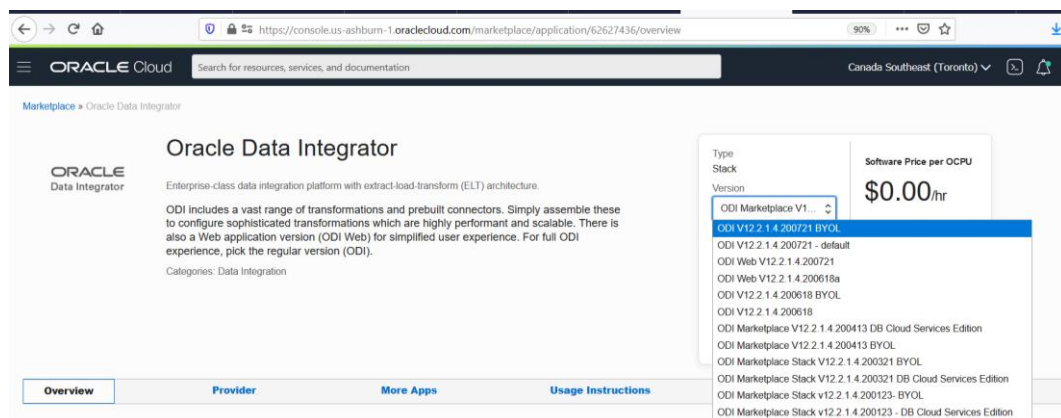 https://console.us-ashburn-1.oraclecloud.com/marketplace/application/62627436/overview
90%
ORACLE Cloud
Search for resources, services, and documentation
Canada Southeast (Toronto)
Marketplace » Oracle Data Integrator
ORACLE
Data Integrator
Oracle Data Integrator
Enterprise-class data integration platform with extract-load-transform (ELT) architecture.
ODI includes a vast range of transformations and prebuilt connectors. Simply assemble these
to configure sophisticated transformations which are highly performant and scalable. There is
also a Web application version (ODI Web) for simplified user experience. For full ODI
experience, pick the regular version (ODI).
Categories: Data Integration
Type
Stack
Version
ODI Marketplace V1...
Software Price per OCPU
$0.00/hr
ODI V12.2.1.4.200721 BYOL
ODI V12.2.1.4.200721 - default
ODI Web V12.2.1.4.200721
ODI Web V12.2.1.4.200618a
ODI V12.2.1.4.200618 BYOL
ODI V12.2.1.4.200618
ODI Marketplace V12.2.1.4.200413 DB Cloud Services Edition
ODI Marketplace V12.2.1.4.200413 BYOL
ODI Marketplace Stack V12.2.1.4.200321 BYOL
ODI Marketplace Stack V12.2.1.4.200321 DB Cloud Services Edition
ODI Marketplace Stack v12.2.1.4.200123- BYOL
ODI Marketplace Stack v12.2.1.4.200123 - DB Cloud Services Edition
Overview
Provider
More Apps
Usage Instructions